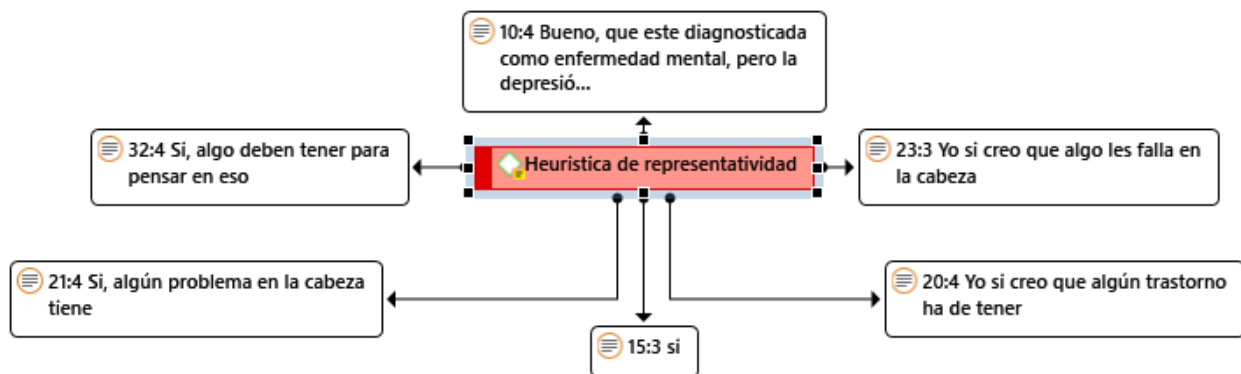 10:4 Bueno, que este diagnosticada
como enfermedad mental, pero la
depresió...
32:4 Si, algo deben tener para
pensar en eso
Heuristica de representatividad
23:3 Yo si creo que algo les falla en
la cabeza
21:4 Si, algún problema en la cabeza
tiene
20:4 Yo si creo que algún trastorno
ha de tener
15:3 si